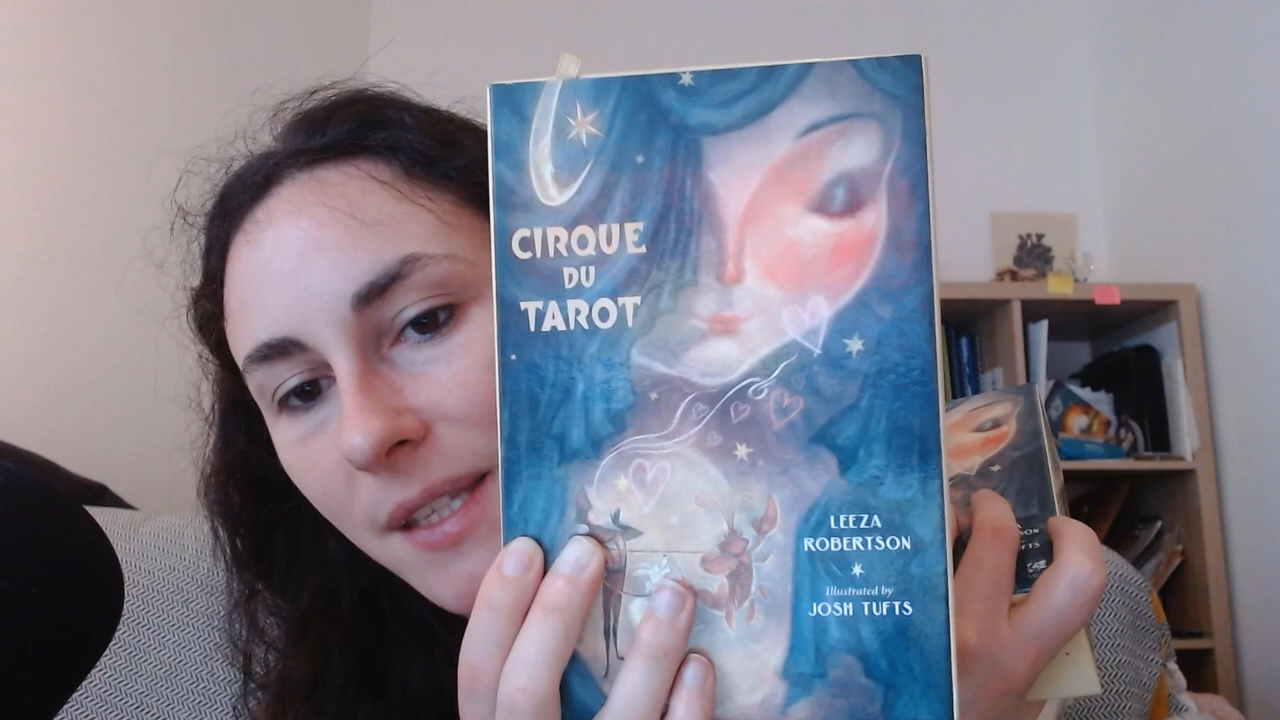 CIRQUE
DU
TAROT
LEEZA
ROBERTSON
Illustrated by
JOSH TUFTS